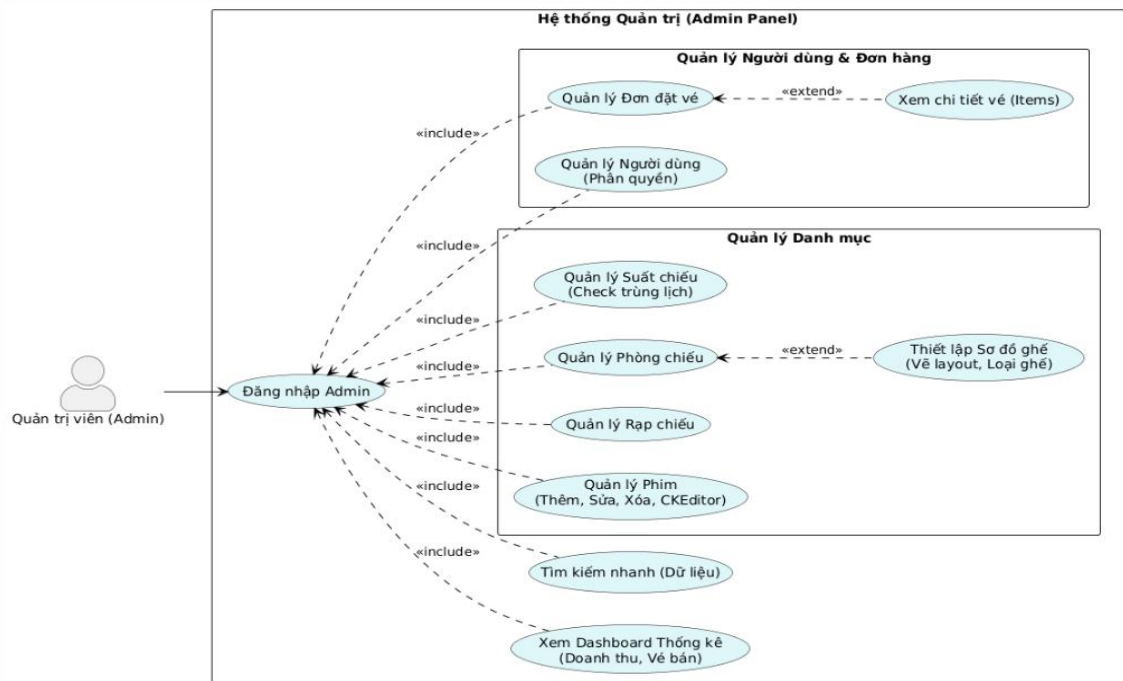 Hệ thống Quản trị (Admin Panel)
Quản lý Người dùng & Đơn hàng
Quản lý Đơn đặt vé
«extend»
Xem chi tiết vé (Items)
«include»
Quản lý Người dùng
(Phân quyền)
«include»
Quản lý Danh mục
Quản lý Suất chiếu
(Check trùng lịch)
«include»
Quản lý Phòng chiếu
«extend»
Thiết lập Sơ đồ ghế
(Vẽ layout, Loại ghế)
«include»
Quản trị viên (Admin)
Đăng nhập Admin
«include»
Quản lý Rạp chiếu
«include»
Quản lý Phim
(Thêm, Sửa, Xóa, CKEditor)
«include»
Tìm kiếm nhanh (Dữ liệu)
«include»
Xem Dashboard Thống kê
(Doanh thu, Vé bán)